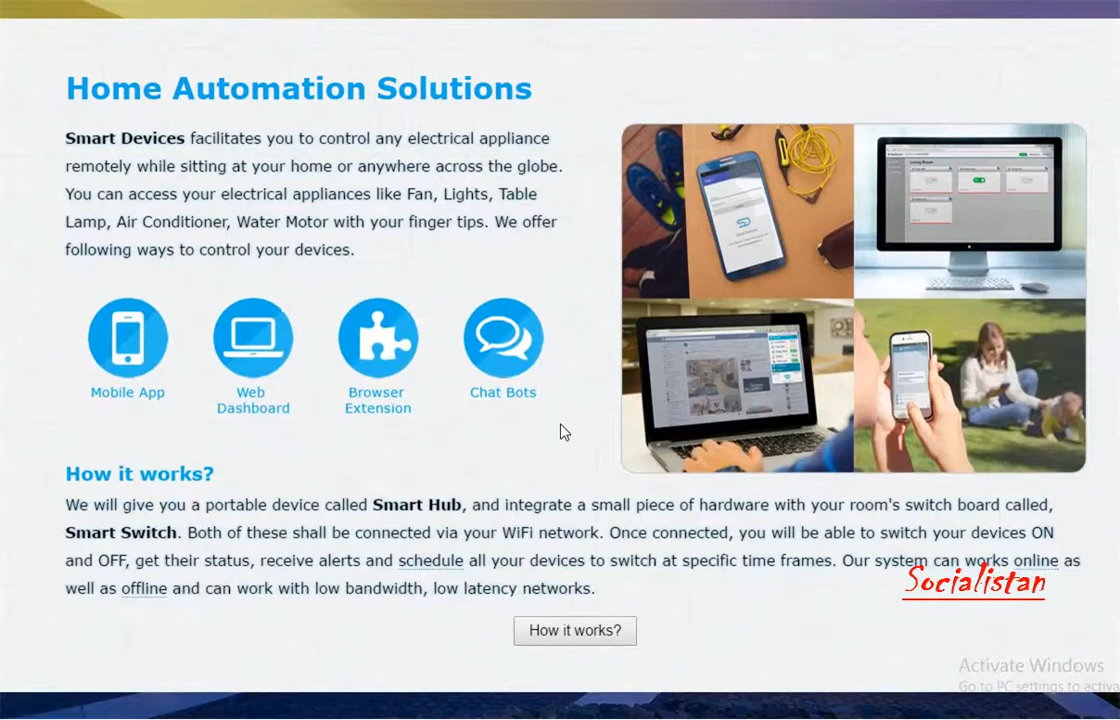 Home Automation Solutions
Smart Devices facilitates you to control any electrical appliance
remotely while sitting at your home or anywhere across the globe.
You can access your electrical appliances like Fan, Lights, Table
Lamp, Air Conditioner, Water Motor with your finger tips. We offer
following ways to control your devices.
Mobile App
Web
Dashboard
Browser
Extension
Chat Bots
How it works?
We will give you a portable device called Smart Hub, and integrate a small piece of hardware with your room's switch board called,
Smart Switch. Both of these shall be connected via your WiFi network. Once connected, you will be able to switch your devices ON
and OFF, get their status, receive alerts and schedule all your devices to switch at specific time frames. Our system can works online as
well as offline and can work with low bandwidth, low latency networks.
Socialistan
How it works?
Activate Windows
Go to PC settings to activa